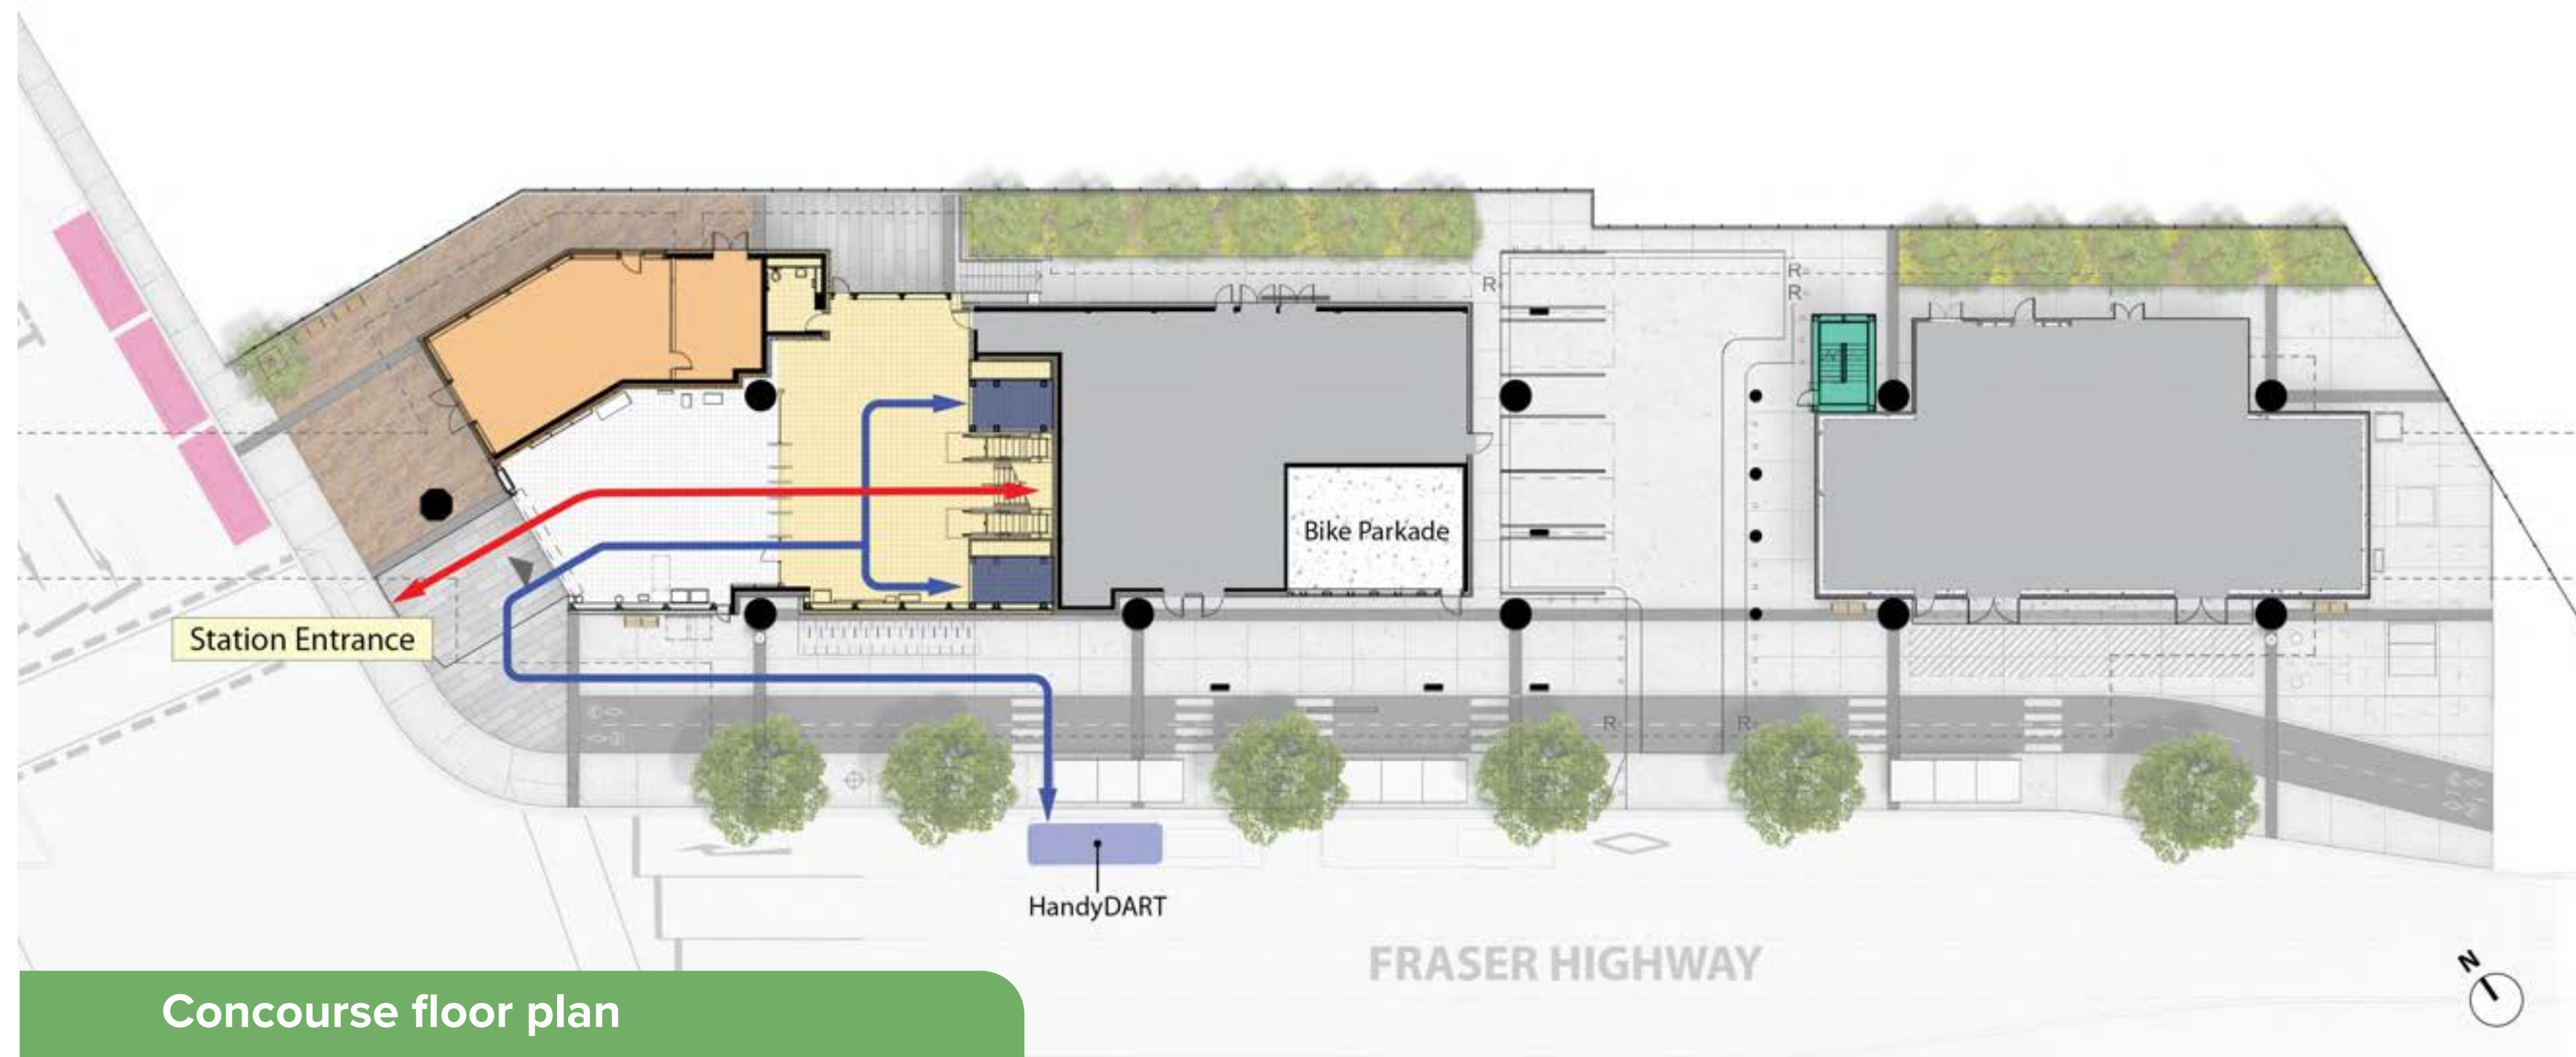 R
R
R
Bike Parkade
Station Entrance
R
R
HandyDART
FRASER HIGHWAY
N
Concourse floor plan